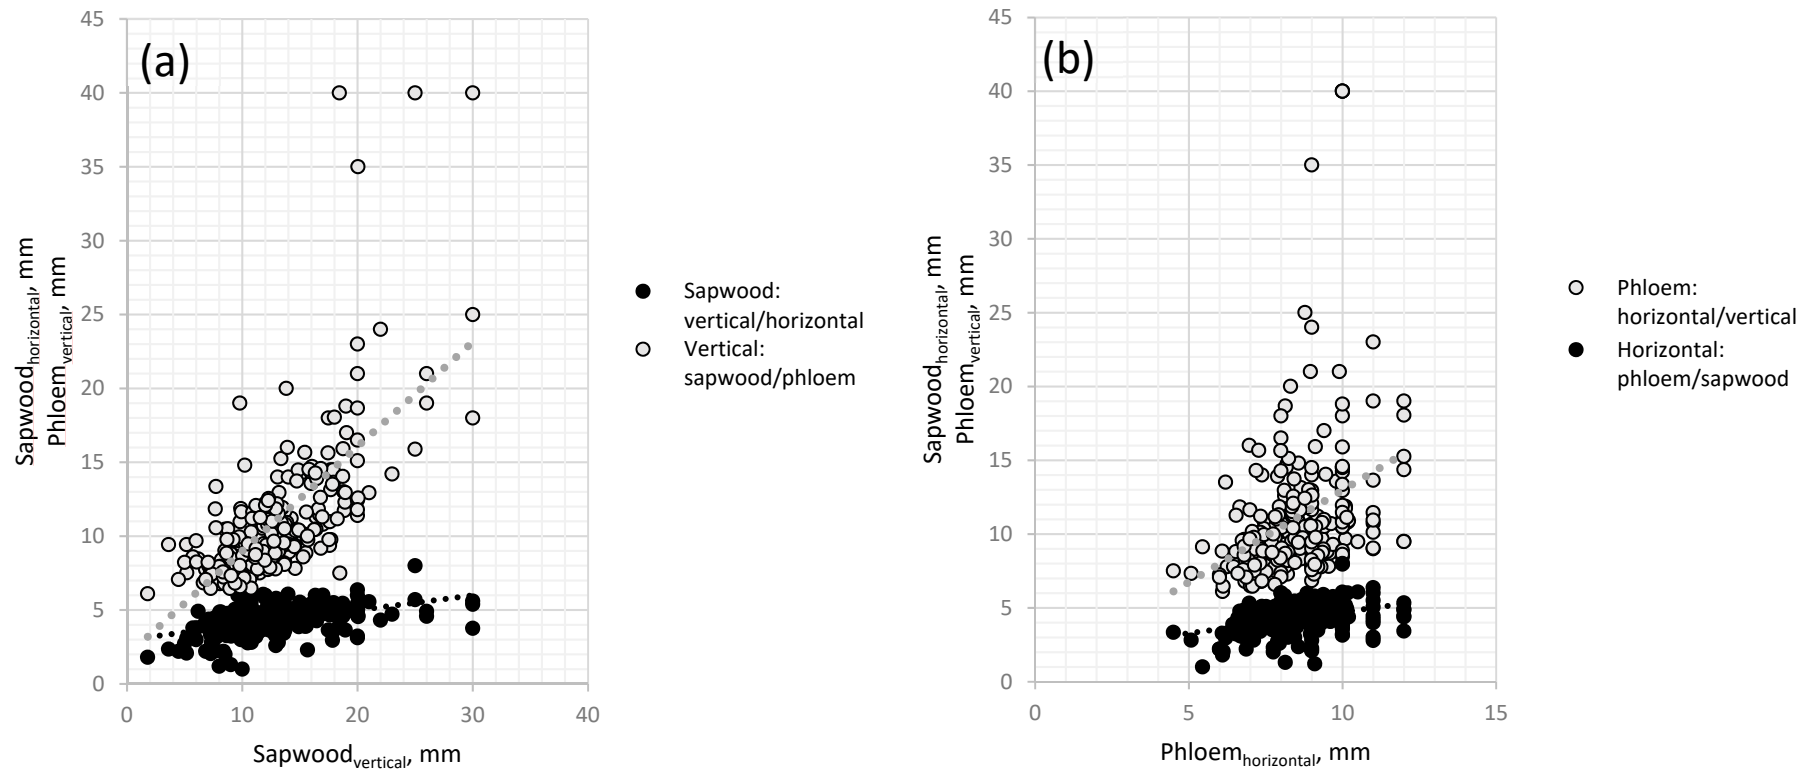 (a)
45
40
35
30
25
20
15
10
5
0
0 10 20 30 40
Sapwoodhorizontal, mm
Phloemvertical, mm
Sapwoodvertical, mm
Sapwood:
vertical/horizontal
Vertical:
sapwood/phloem
(b)
45
40
35
30
25
20
15
10
5
0
0 5 10 15
Sapwoodhorizontal, mm
Phloemvertical, mm
Phloemhorizontal, mm
Phloem:
horizontal/vertical
Horizontal:
phloem/sapwood